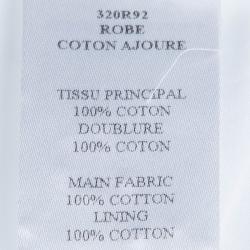 320R92
ROBE
COTON AJOURE
TISSU PRINCIPAL
100% COTON
DOUBLURE
100% COTON
MAIN FABRIC
100% COTTON
LINING
100% COTTON